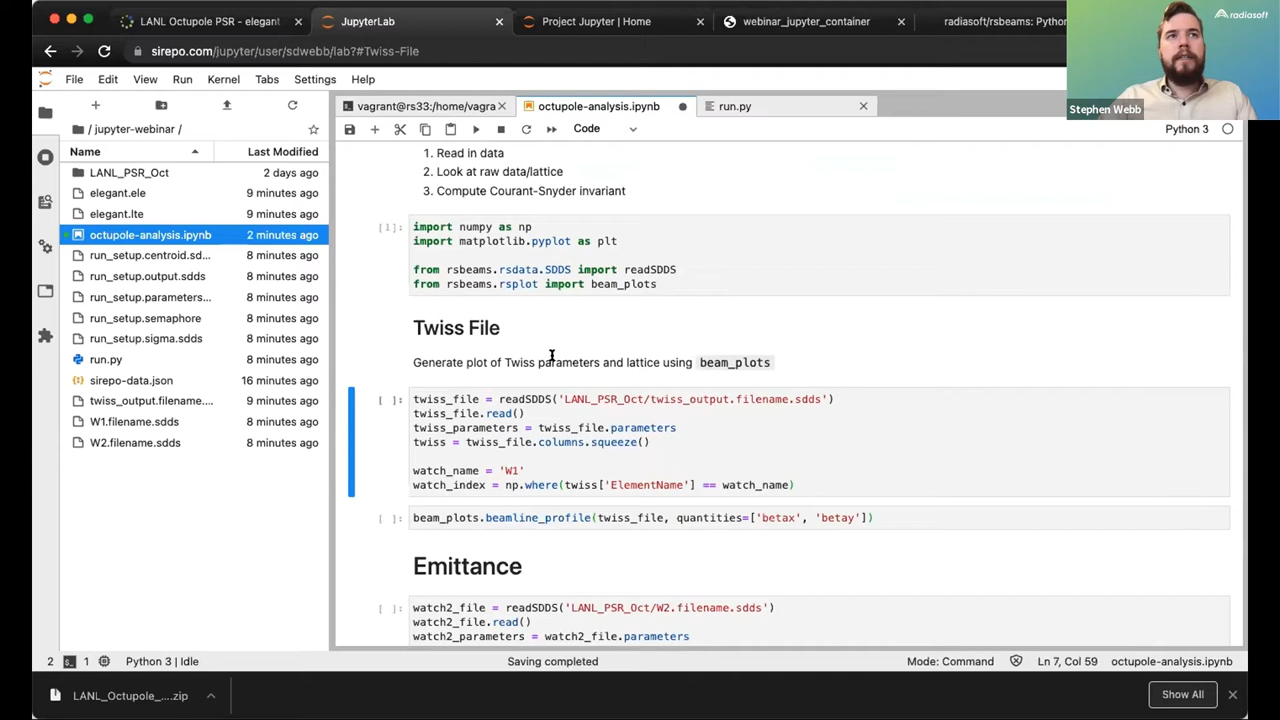 LANL Octupole PSR - elegant
JupyterLab
Project Jupyter | Home
webinar_jupyter_container
radiasoft/rsbeams: Python
radiasoft
sirepo.com/jupyter/user/sdwebb/lab?#Twiss-File
Stephen Webb
File Edit View Run Kernel Tabs Settings Help
vagrant@rs33:/home/vagra
octupole-analysis.ipynb
run.py
/ jupyter-webinar /
Code
Python 3
Name Last Modified
LANL_PSR_Oct 2 days ago
elegant.ele 9 minutes ago
elegant.lte 9 minutes ago
octupole-analysis.ipynb 2 minutes ago
run_setup.centroid.sd... 8 minutes ago
run_setup.output.sdds 8 minutes ago
run_setup.parameters... 8 minutes ago
run_setup.semaphore 8 minutes ago
run_setup.sigma.sdds 8 minutes ago
run.py 8 minutes ago
sirepo-data.json 16 minutes ago
twiss_output.filename.... 8 minutes ago
W1.filename.sdds 8 minutes ago
W2.filename.sdds 8 minutes ago
1. Read in data
2. Look at raw data/lattice
3. Compute Courant-Snyder invariant
[1]: import numpy as np
import matplotlib.pyplot as plt
from rsbeams.rsdata.SDDS import readSDDS
from rsbeams.rsplot import beam_plots
Twiss File
Generate plot of Twiss parameters and lattice using beam_plots
[ ]: twiss_file = readSDDS('LANL_PSR_Oct/twiss_output.filename.sdds')
twiss_file.read()
twiss_parameters = twiss_file.parameters
twiss = twiss_file.columns.squeeze()
watch_name = 'W1'
watch_index = np.where(twiss['ElementName'] == watch_name)
[ ]: beam_plots.beamline_profile(twiss_file, quantities=['betax', 'betay'])
Emittance
[ ]: watch2_file = readSDDS('LANL_PSR_Oct/W2.filename.sdds')
watch2_file.read()
watch2_parameters = watch2_file.parameters
2 1 Python 3 | Idle Saving completed Mode: Command Ln 7, Col 59 octupole-analysis.ipynb
LANL_Octupole_....zip
Show All